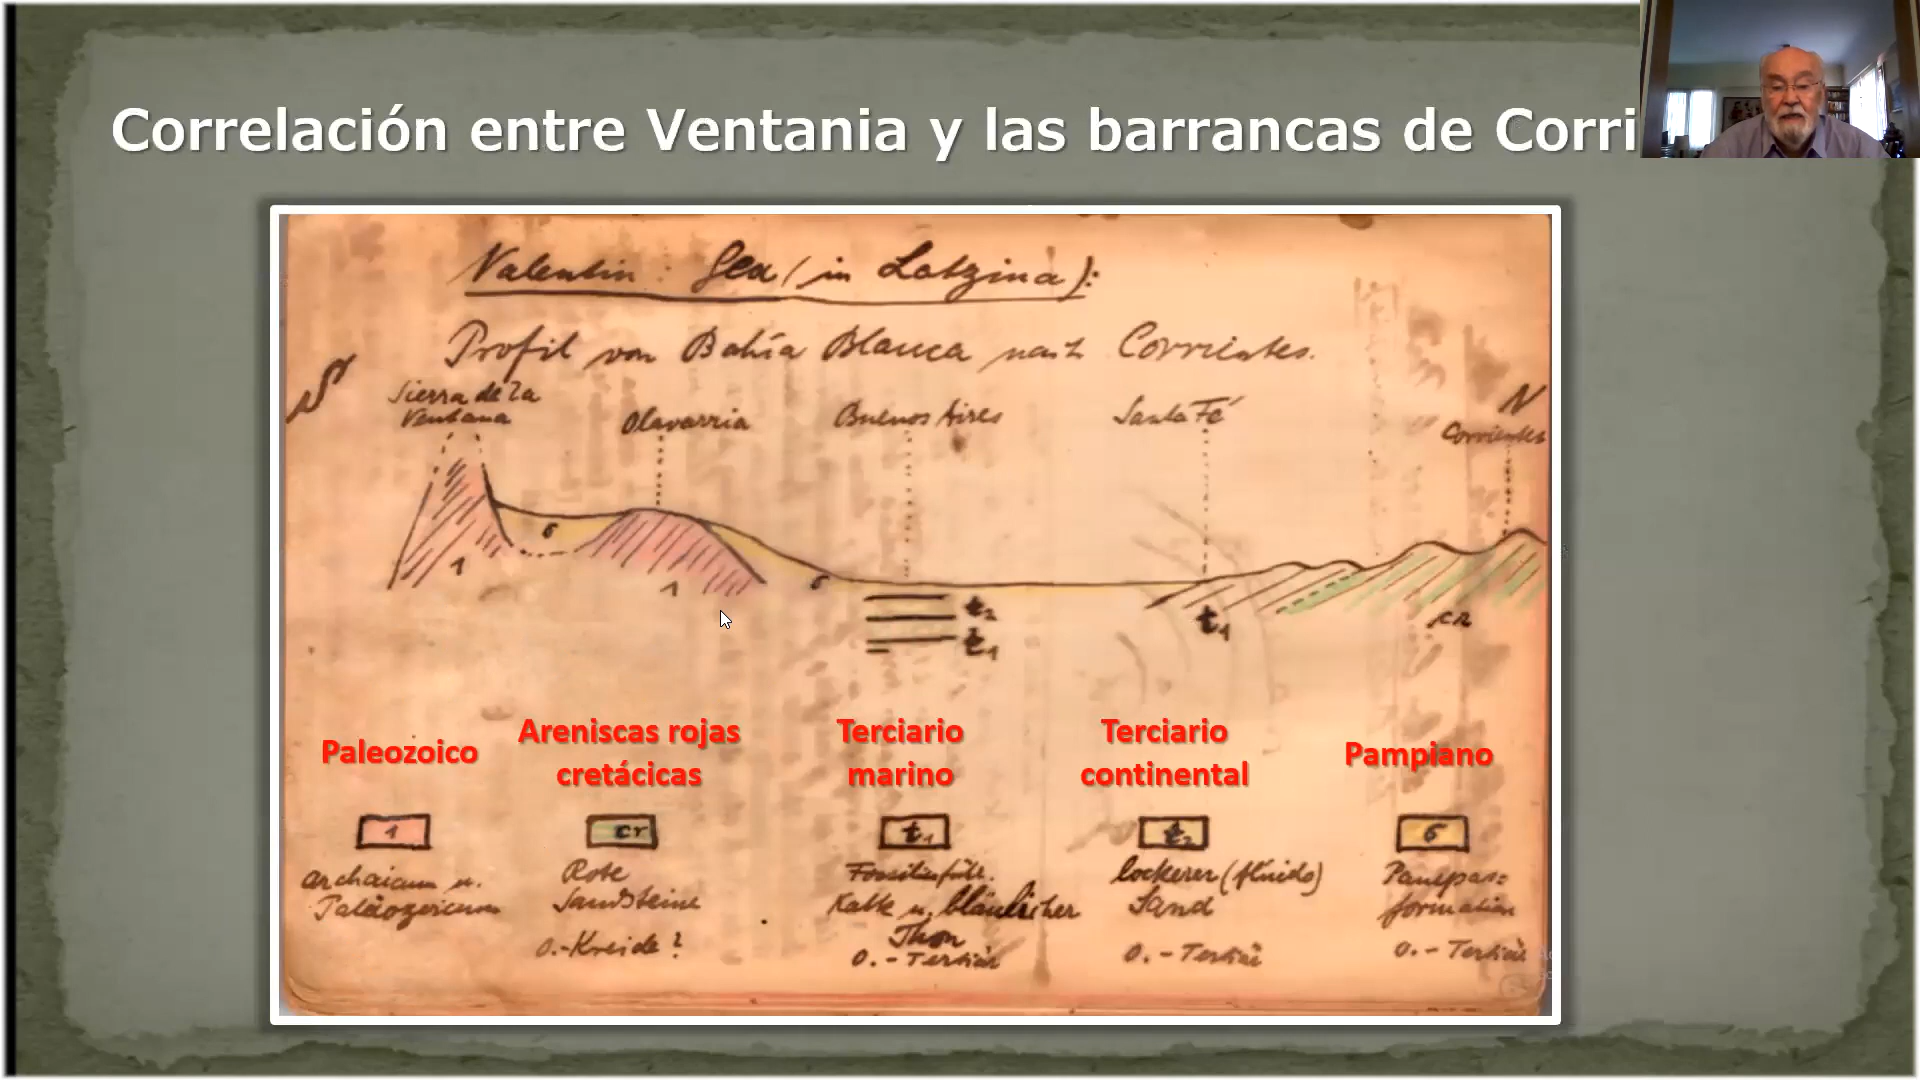 Correlación entre Ventania y las barrancas de Corri
Valentin: Gea (in Latzina):
Profil von Bahía Blanca nach Corrientes.
S
N
Sierra de la
Ventana
Olavarria
Buenos Aires
Santa Fé
Corrientes
6
1
1
6
t2
t1
t1
cr
Paleozoico
Areniscas rojas
cretácicas
Terciario
marino
Terciario
continental
Pampiano
1
cr
t1
t2
6
Archaicum u.
Paläozoicum
Rote
Sandsteine
O.-Kreide?
Fossilienführ.
Kalk u. bläulicher
Thon
O.-Tertiär
lockerer (flúido)
Sand
O.-Tertiär
Pampas=
formation
O.-Tertiär